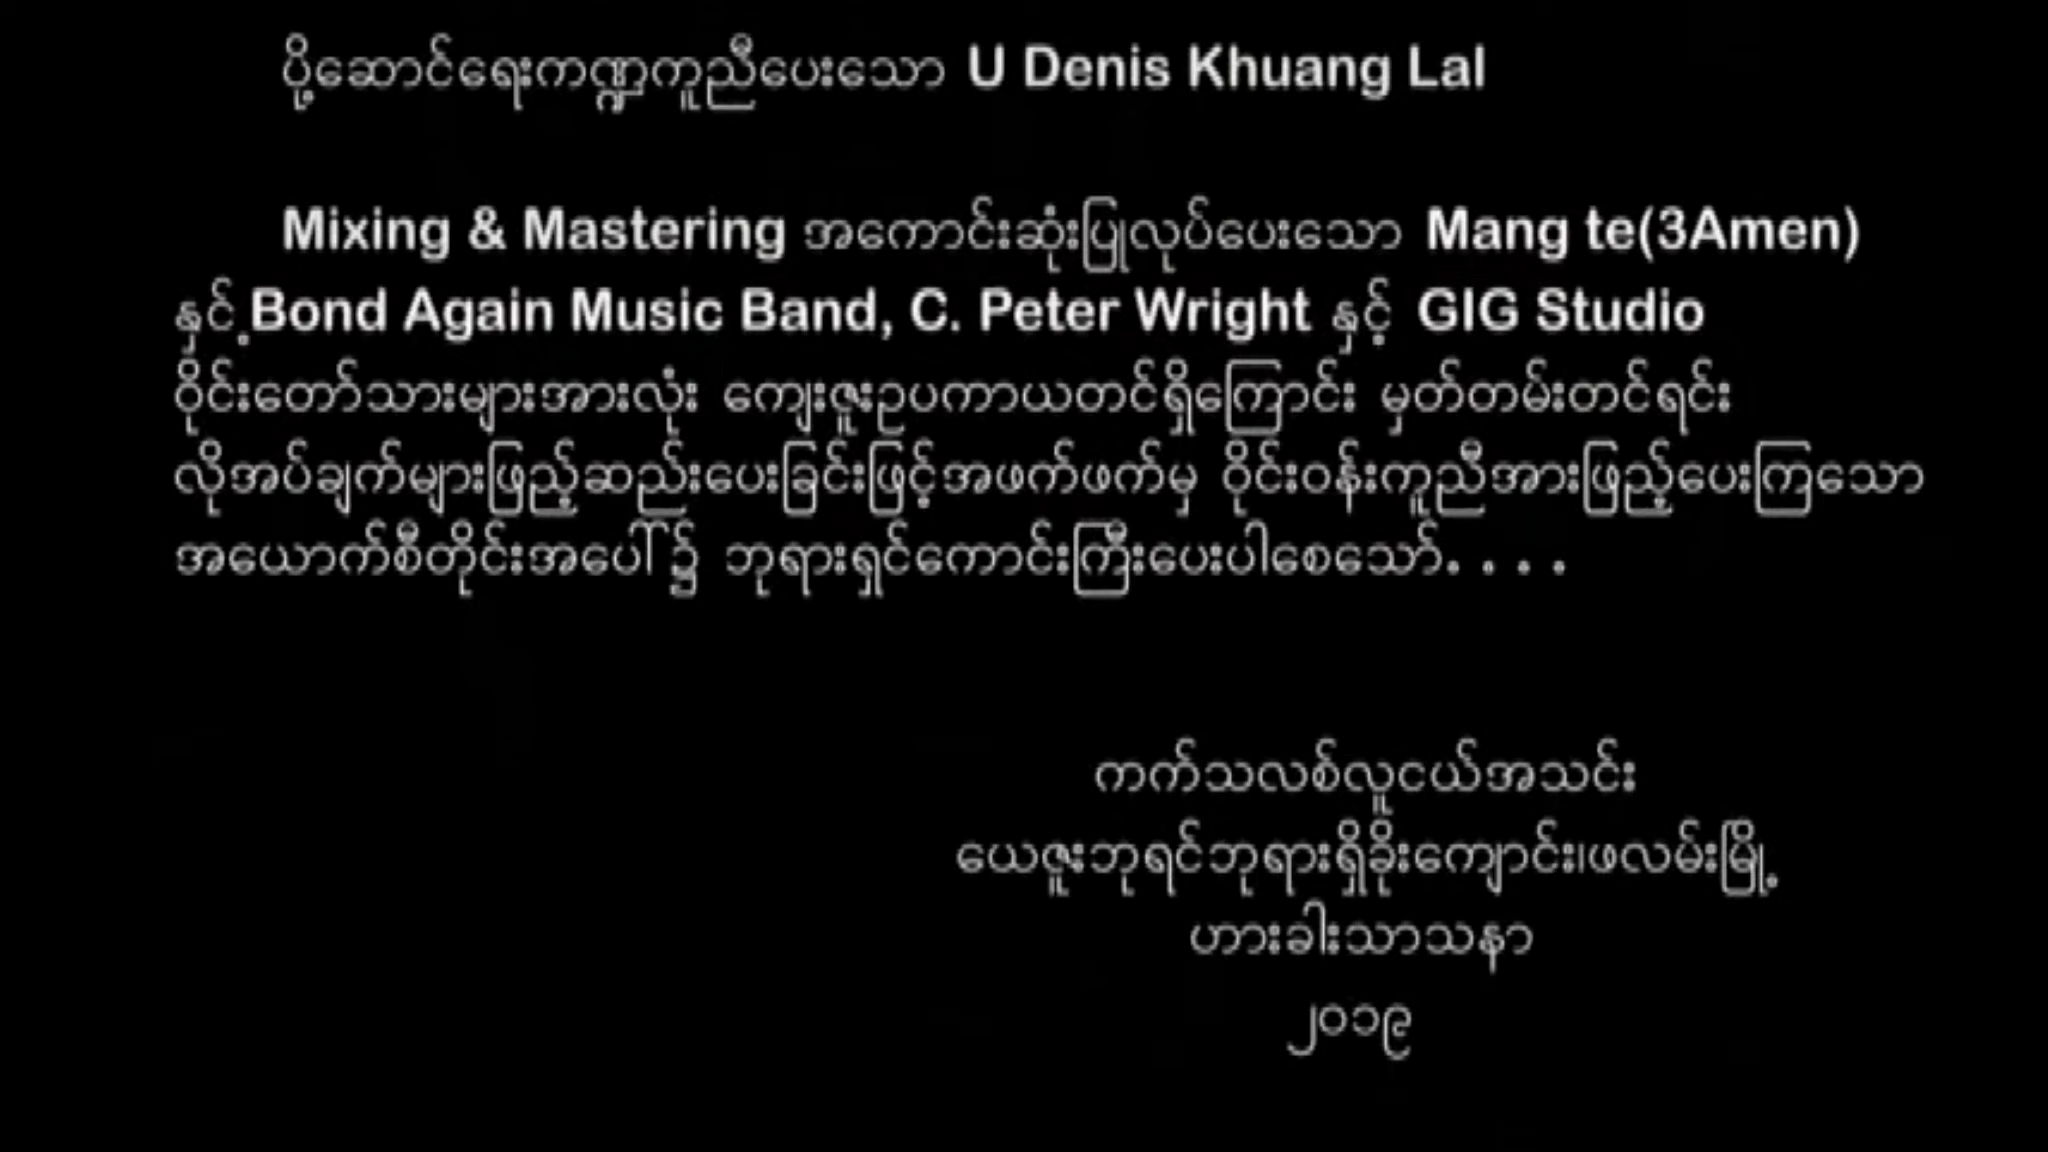 ပို့ဆောင်ရေးကဏ္ဍကူညီပေးသော U Denis Khuang Lal
Mixing & Mastering အကောင်းဆုံးပြုလုပ်ပေးသော Mang te(3Amen)
နှင့်.Bond Again Music Band, C. Peter Wright နှင့် GIG Studio
ဝိုင်းတော်သားများအားလုံး ကျေးဇူးဥပကာယတင်ရှိကြောင်း မှတ်တမ်းတင်ရင်း
လိုအပ်ချက်များဖြည့်ဆည်းပေးခြင်းဖြင့်အဖက်ဖက်မှ ဝိုင်းဝန်းကူညီအားဖြည့်ပေးကြသော
အယောက်စီတိုင်းအပေါ်၌ ဘုရားရှင်ကောင်းကြီးပေးပါစေသော်. . . .
ကက်သလစ်လူငယ်အသင်း
ယေဇူးဘုရင်ဘုရားရှိခိုးကျောင်း၊ဖလမ်းမြို့.
ဟားခါးသာသနာ
၂၀၁၉